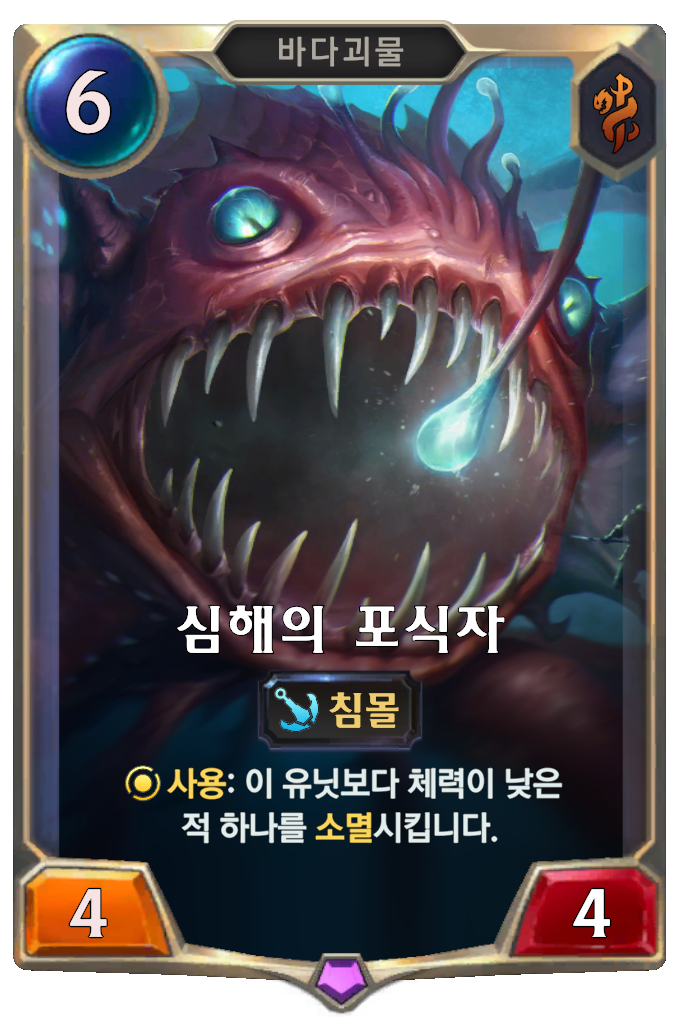 바다괴물
6
심해의 포식자
침몰
사용: 이 유닛보다 체력이 낮은
적 하나를 소멸시킵니다.
4
4